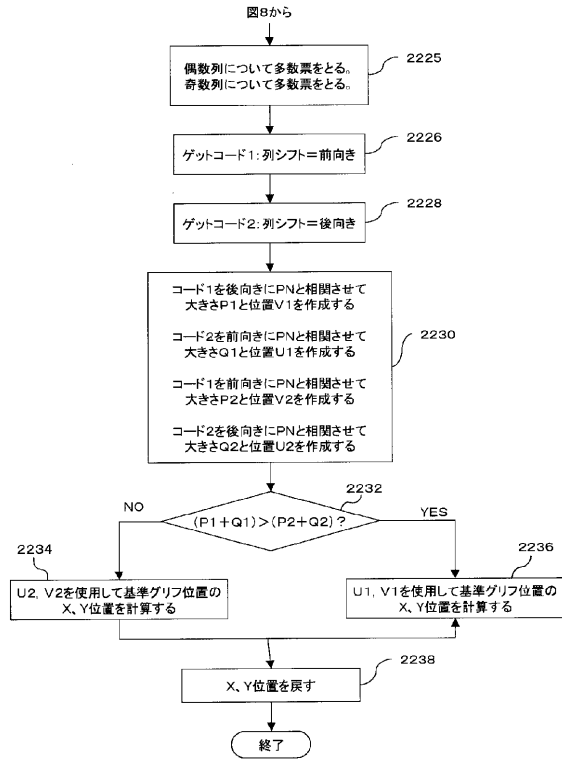 図8から
偶数列について多数票をとる。
奇数列について多数票をとる。
2225
ゲットコード1:列シフト=前向き
2226
ゲットコード2:列シフト=後向き
2228
コード1を後向きにPNと相関させて
大きさP1と位置V1を作成する
コード2を前向きにPNと相関させて
大きさQ1と位置U1を作成する
コード1を前向きにPNと相関させて
大きさP2と位置V2を作成する
コード2を後向きにPNと相関させて
大きさQ2と位置U2を作成する
2230
2232
(P1+Q1)>(P2+Q2)?
NO
YES
2234
U2, V2を使用して基準グリフ位置の
X、Y位置を計算する
2236
U1, V1を使用して基準グリフ位置の
X、Y位置を計算する
2238
X、Y位置を戻す
終了